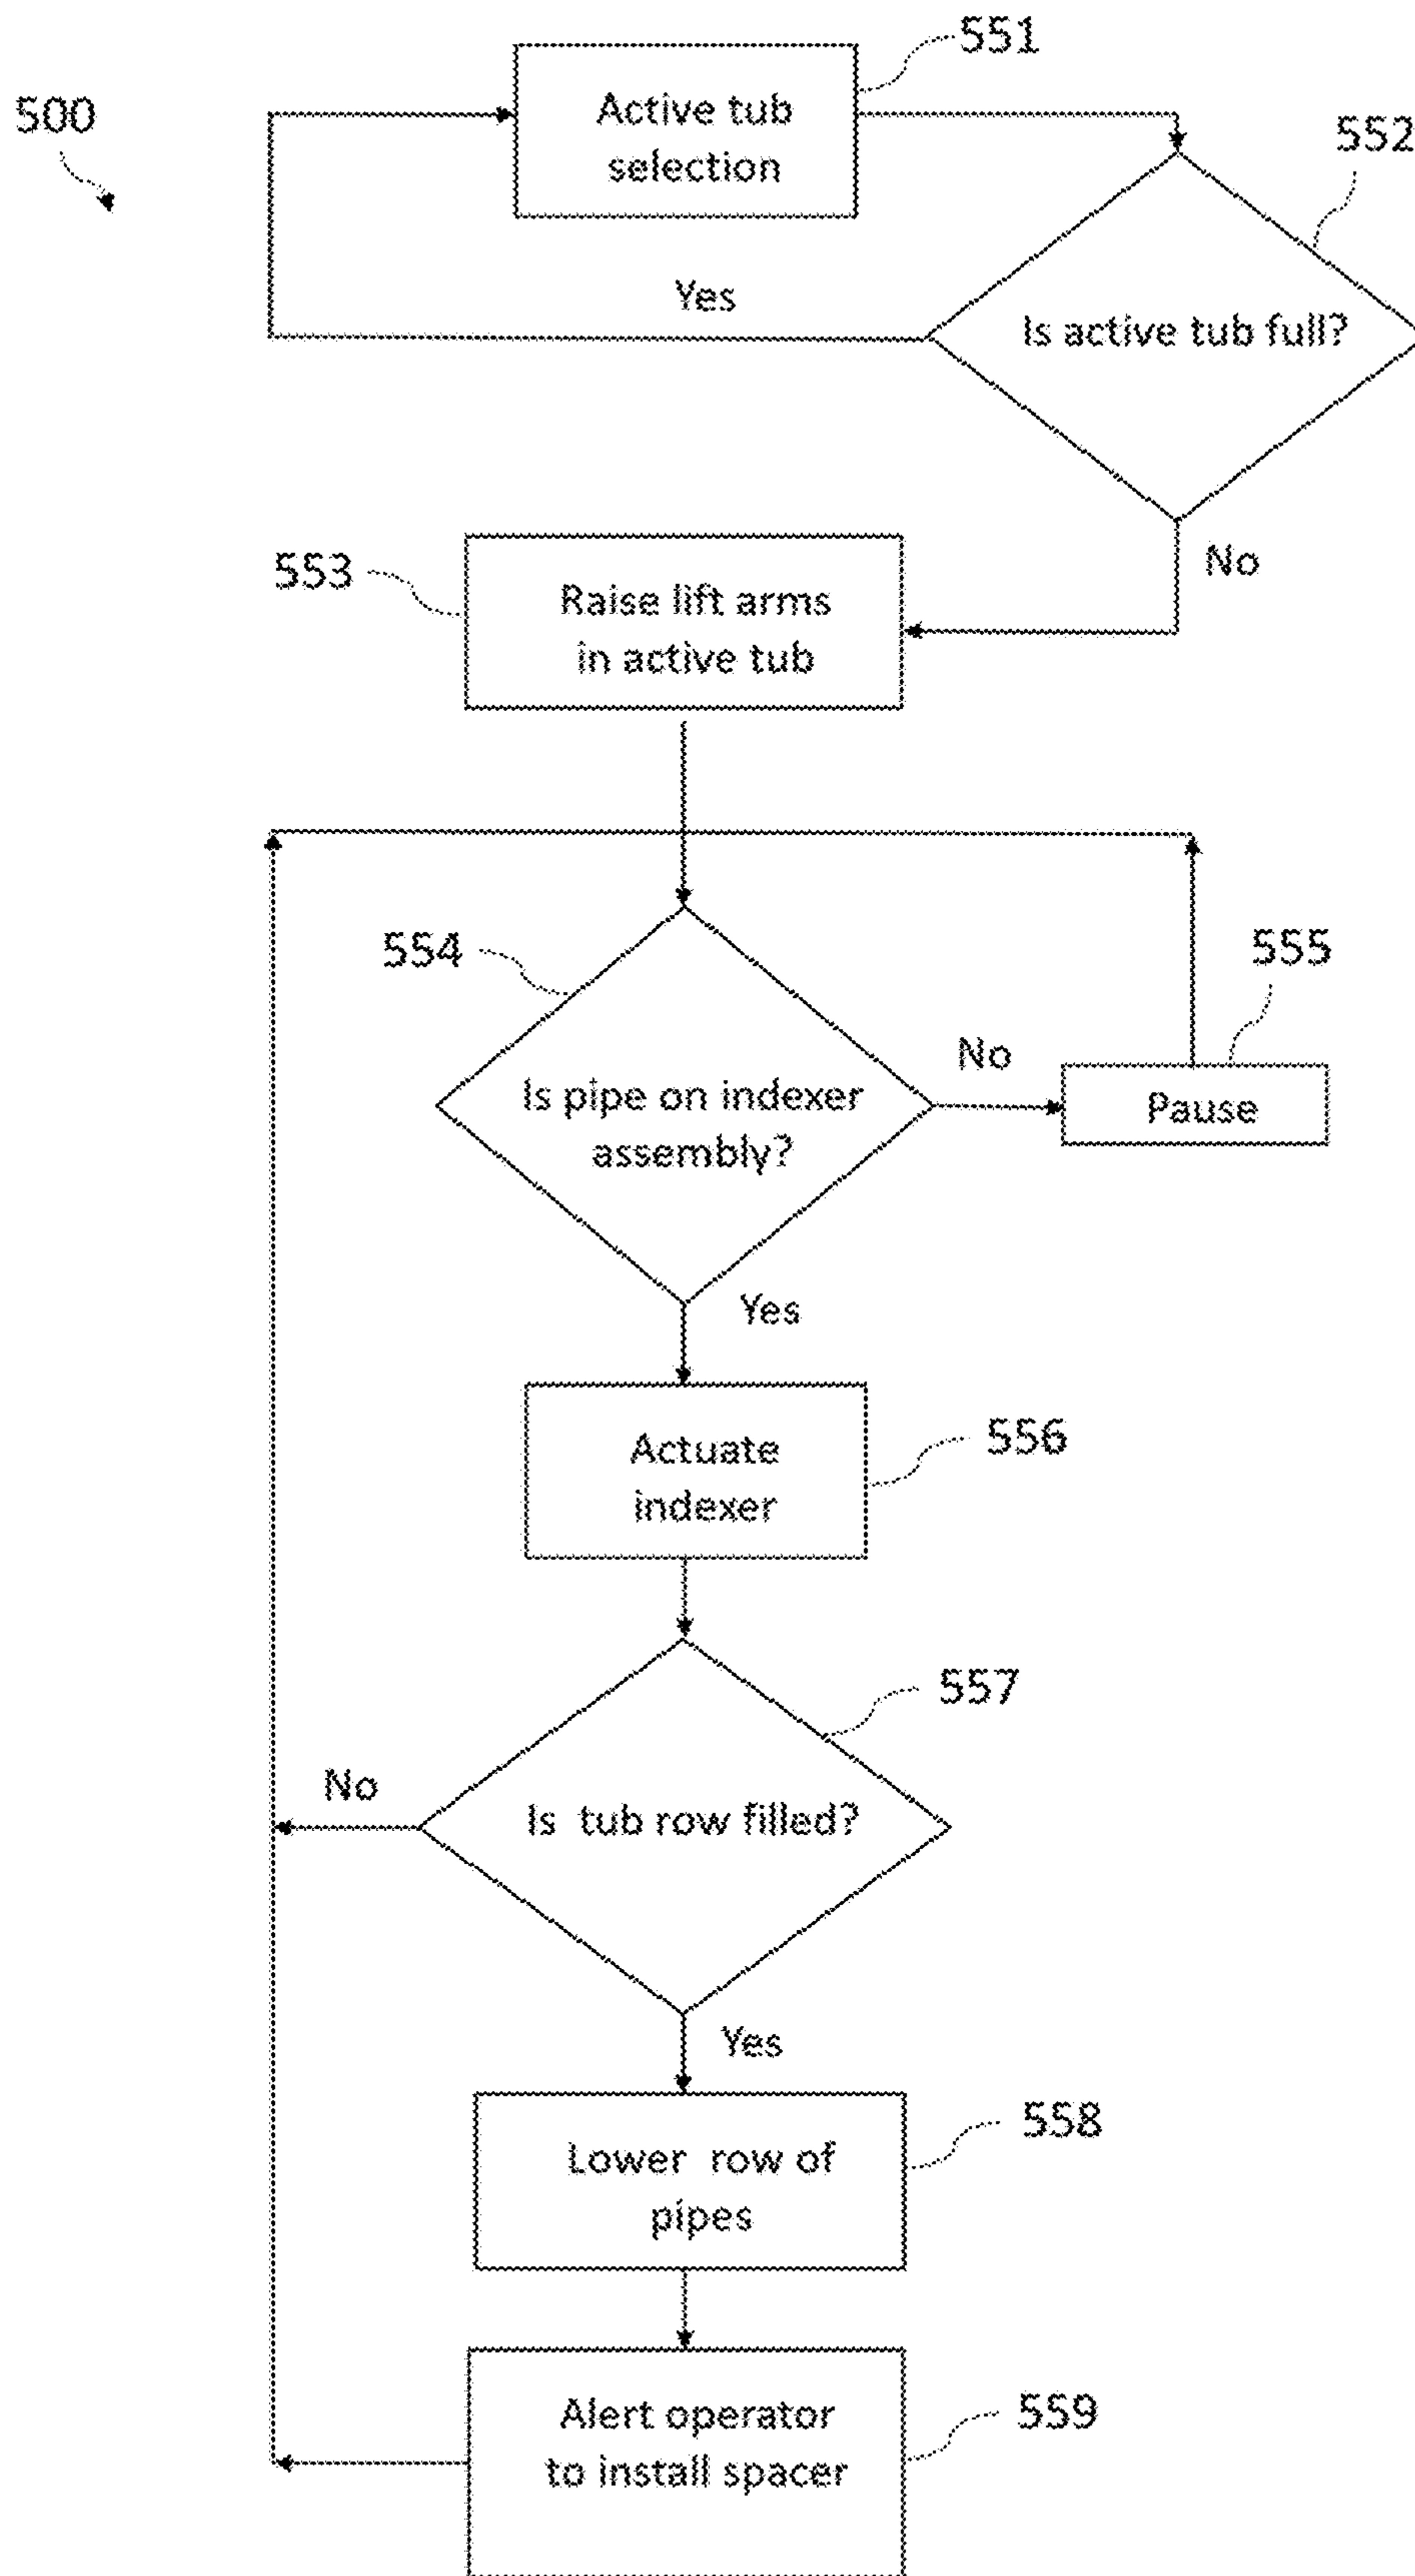 551
500
Active tub
selection
552
Yes
Is active tub full?
No
553
Raise lift arms
in active tub
554
555
No
Is pipe on indexer
assembly?
Pause
Yes
Actuate
indexer
556
557
No
Is tub row filled?
Yes
558
Lower row of
pipes
559
Alert operator
to install spacer